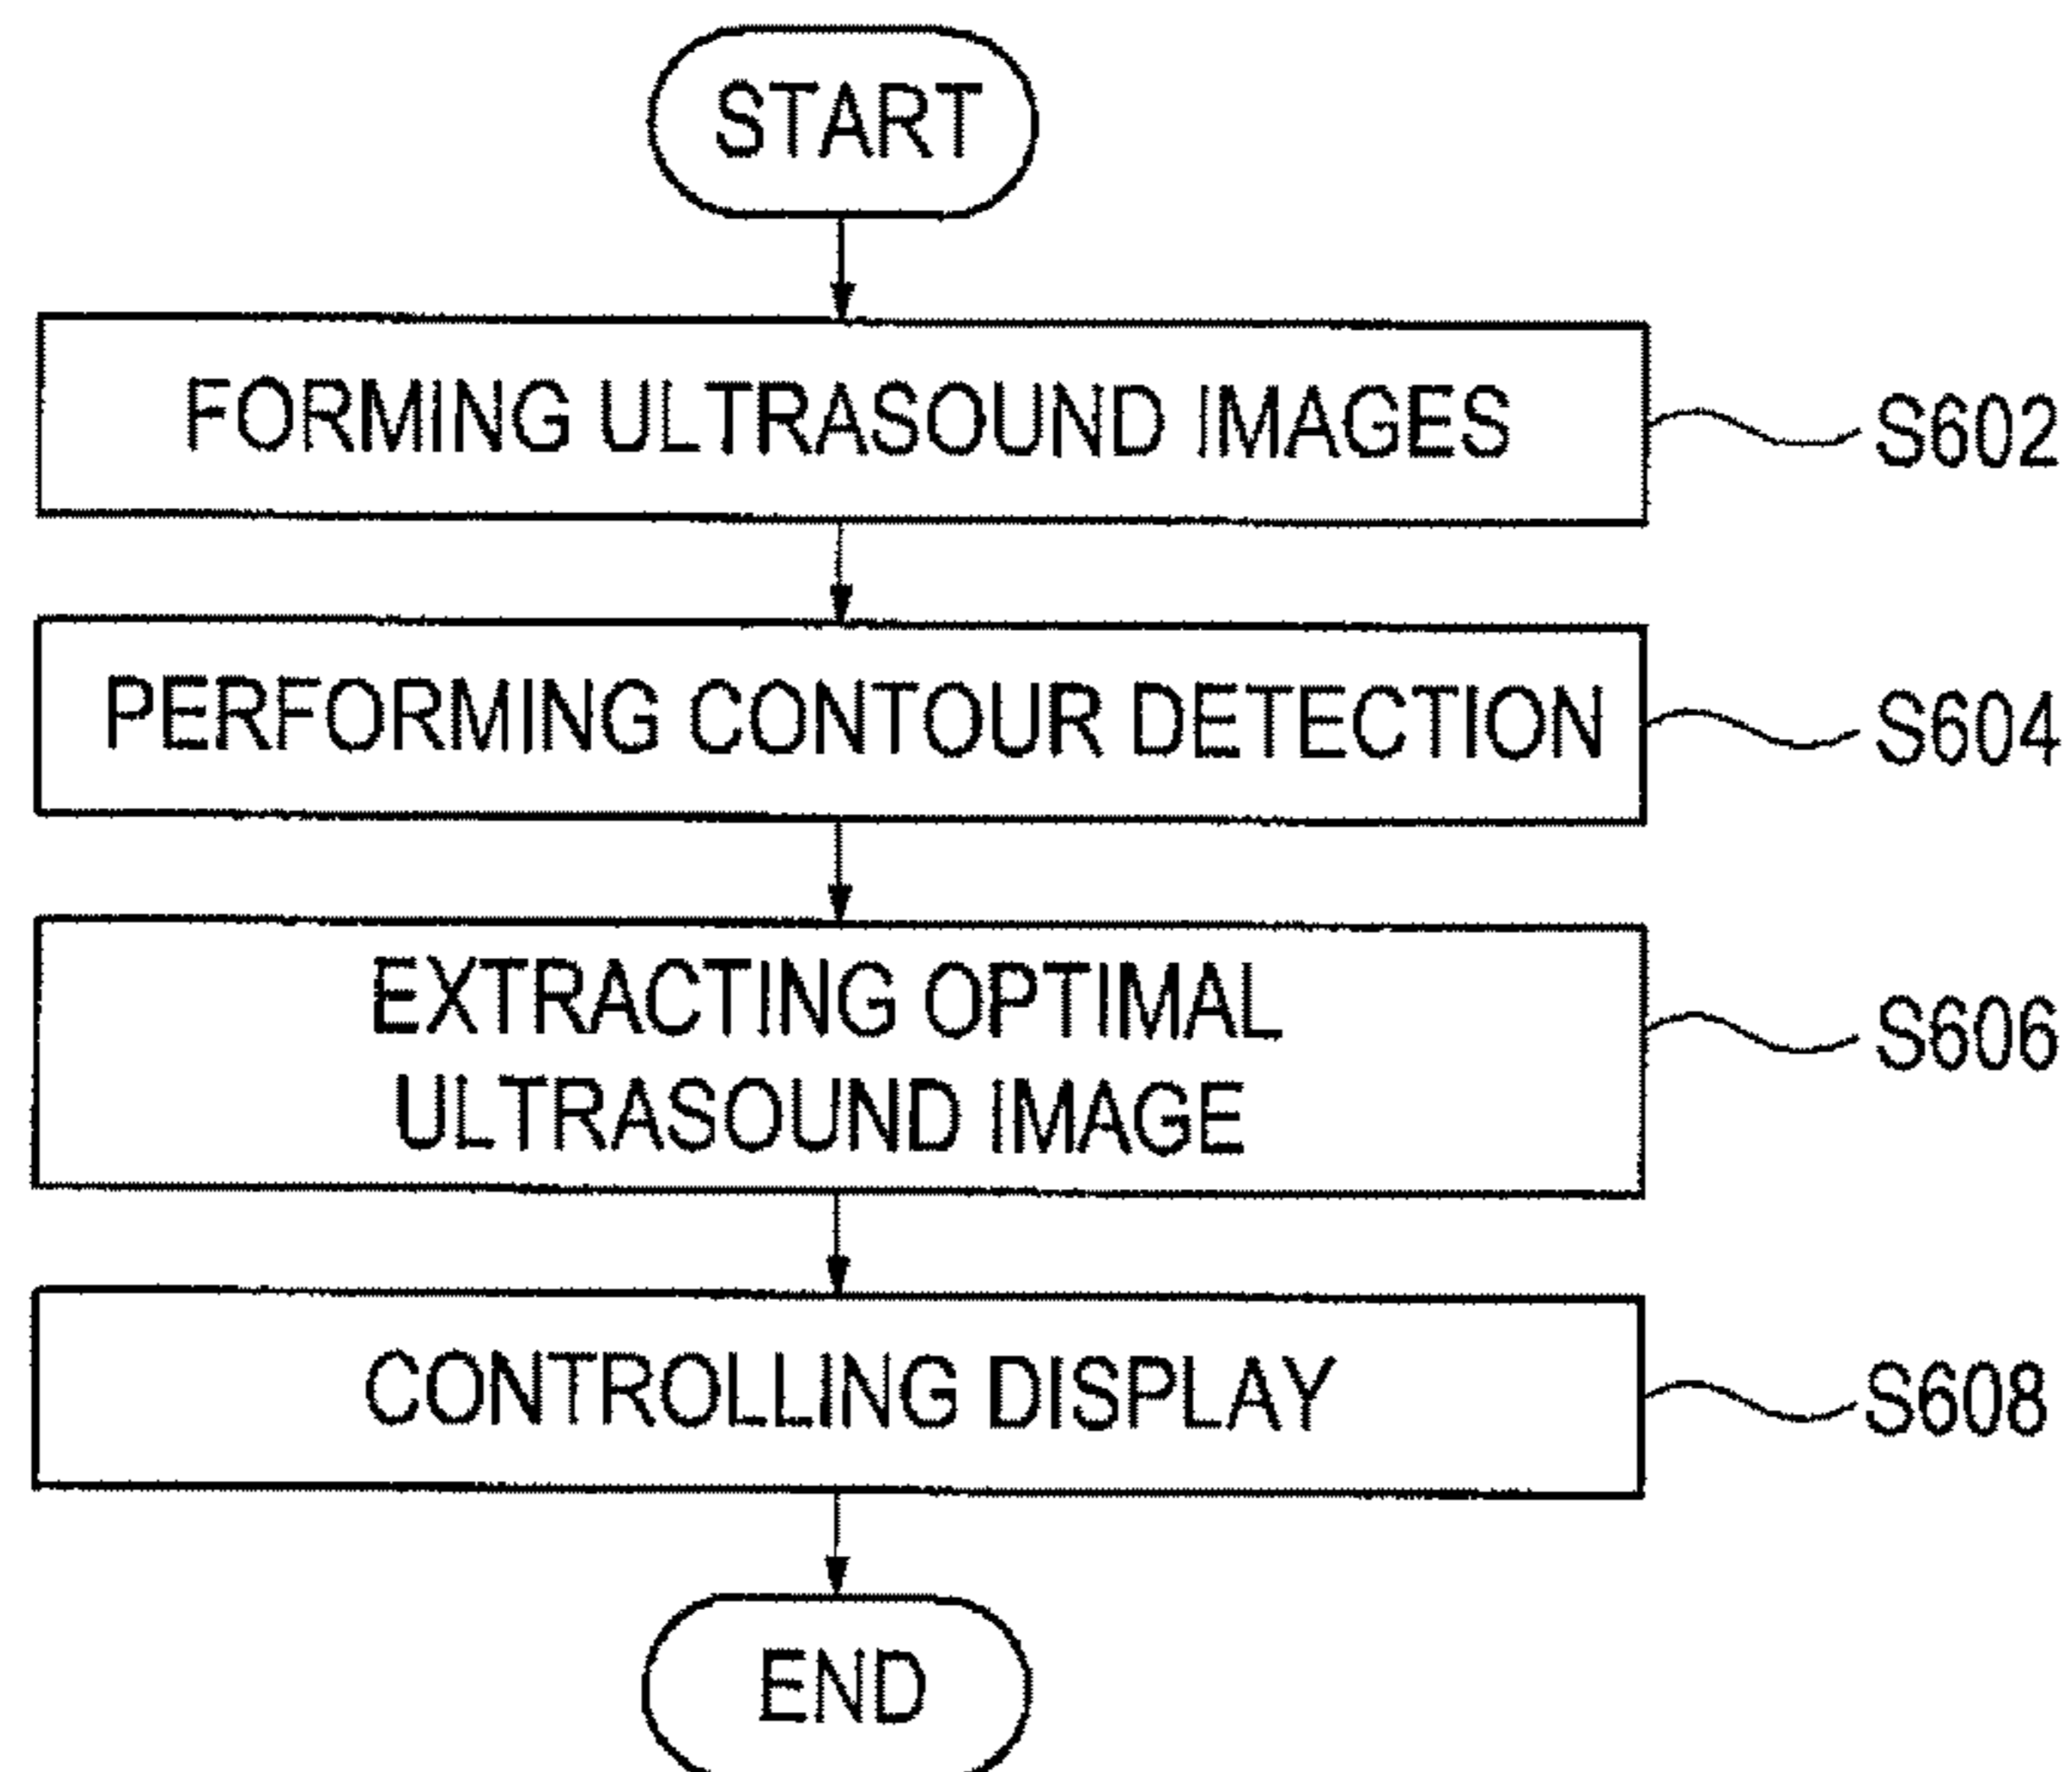 START
FORMING ULTRASOUND IMAGES
S602
PERFORMING CONTOUR DETECTION
S604
EXTRACTING OPTIMAL
ULTRASOUND IMAGE
S606
CONTROLLING DISPLAY
S608
END